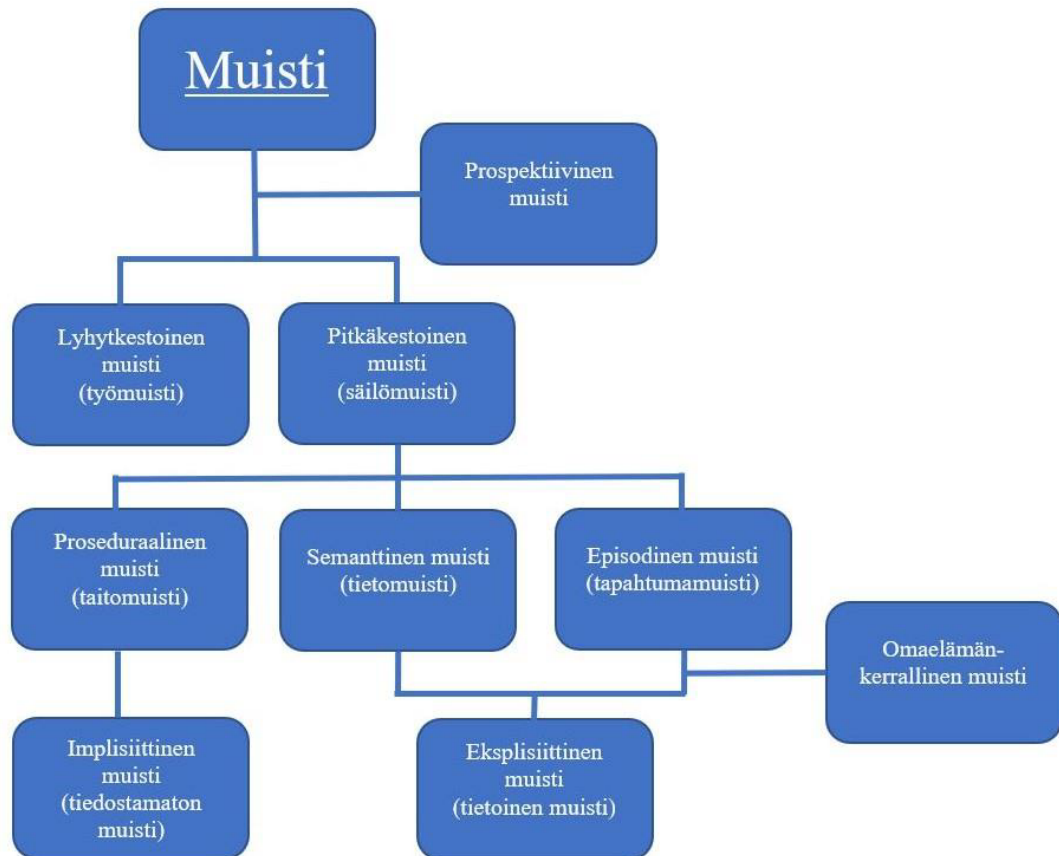 Muisti
Prospektiivinen
muisti
Lyhytkestoinen
muisti
(työmuisti)
Pitkäkestoinen
muisti
(säilömuisti)
Proseduraalinen
muisti
(taitomuisti)
Semanttinen muisti
(tietomuisti)
Episodinen muisti
(tapahtumamuisti)
Omaelämän-
kerrallinen muisti
Implisiittinen
muisti
(tiedostamaton
muisti)
Eksplisiittinen
muisti
(tietoinen muisti)